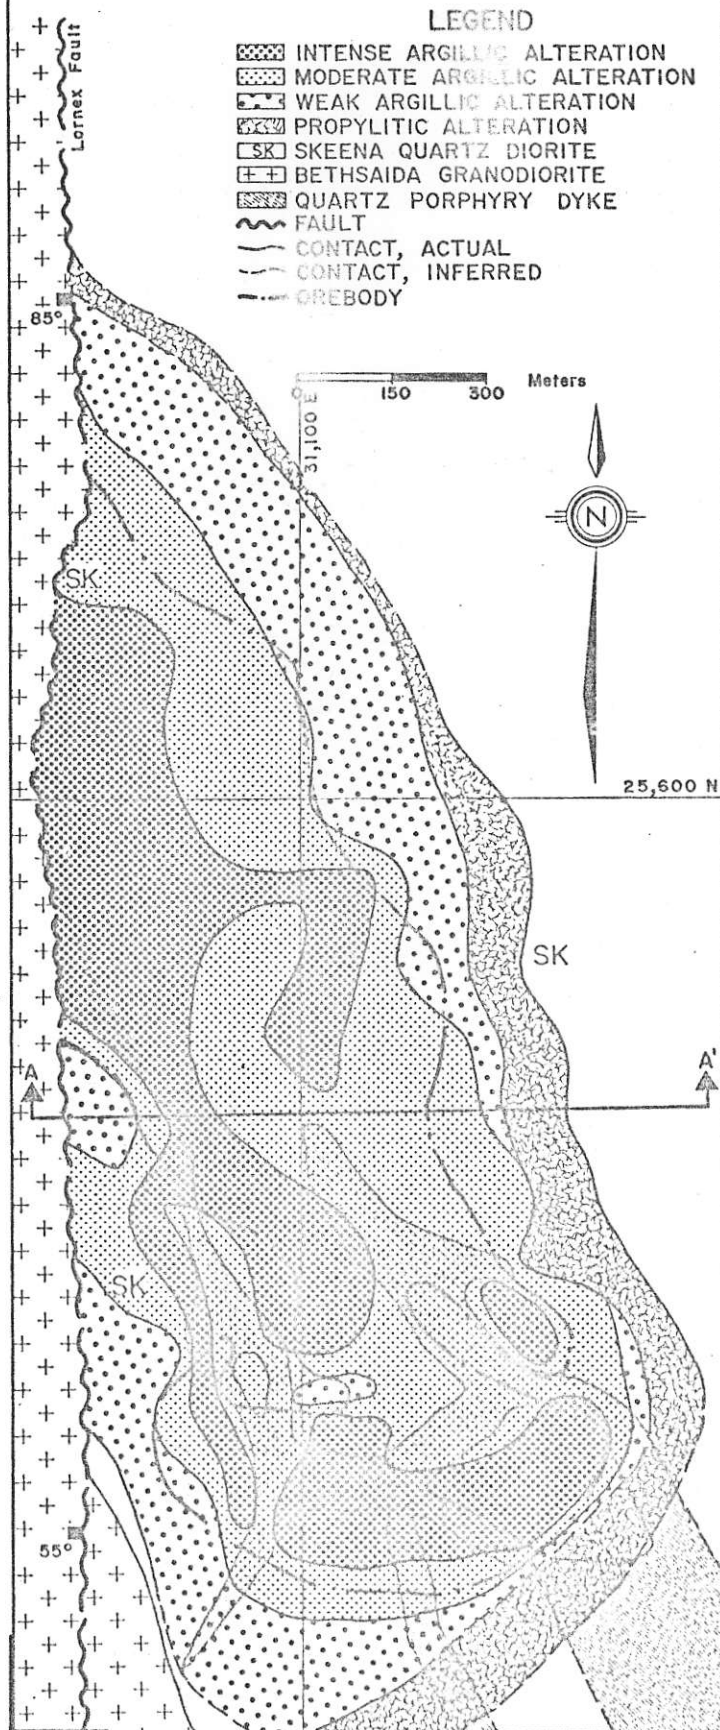 LEGEND
INTENSE ARGILLIC ALTERATION
MODERATE ARGILLIC ALTERATION
WEAK ARGILLIC ALTERATION
PROPYLITIC ALTERATION
SK SKEENA QUARTZ DIORITE
BETHSAIDA GRANODIORITE
QUARTZ PORPHYRY DYKE
FAULT
CONTACT, ACTUAL
CONTACT, INFERRED
OREBODY
Lornex Fault
85°
0 150 300 Meters
31,100 E
N
SK
25,600 N
SK
A A'
SK
55°